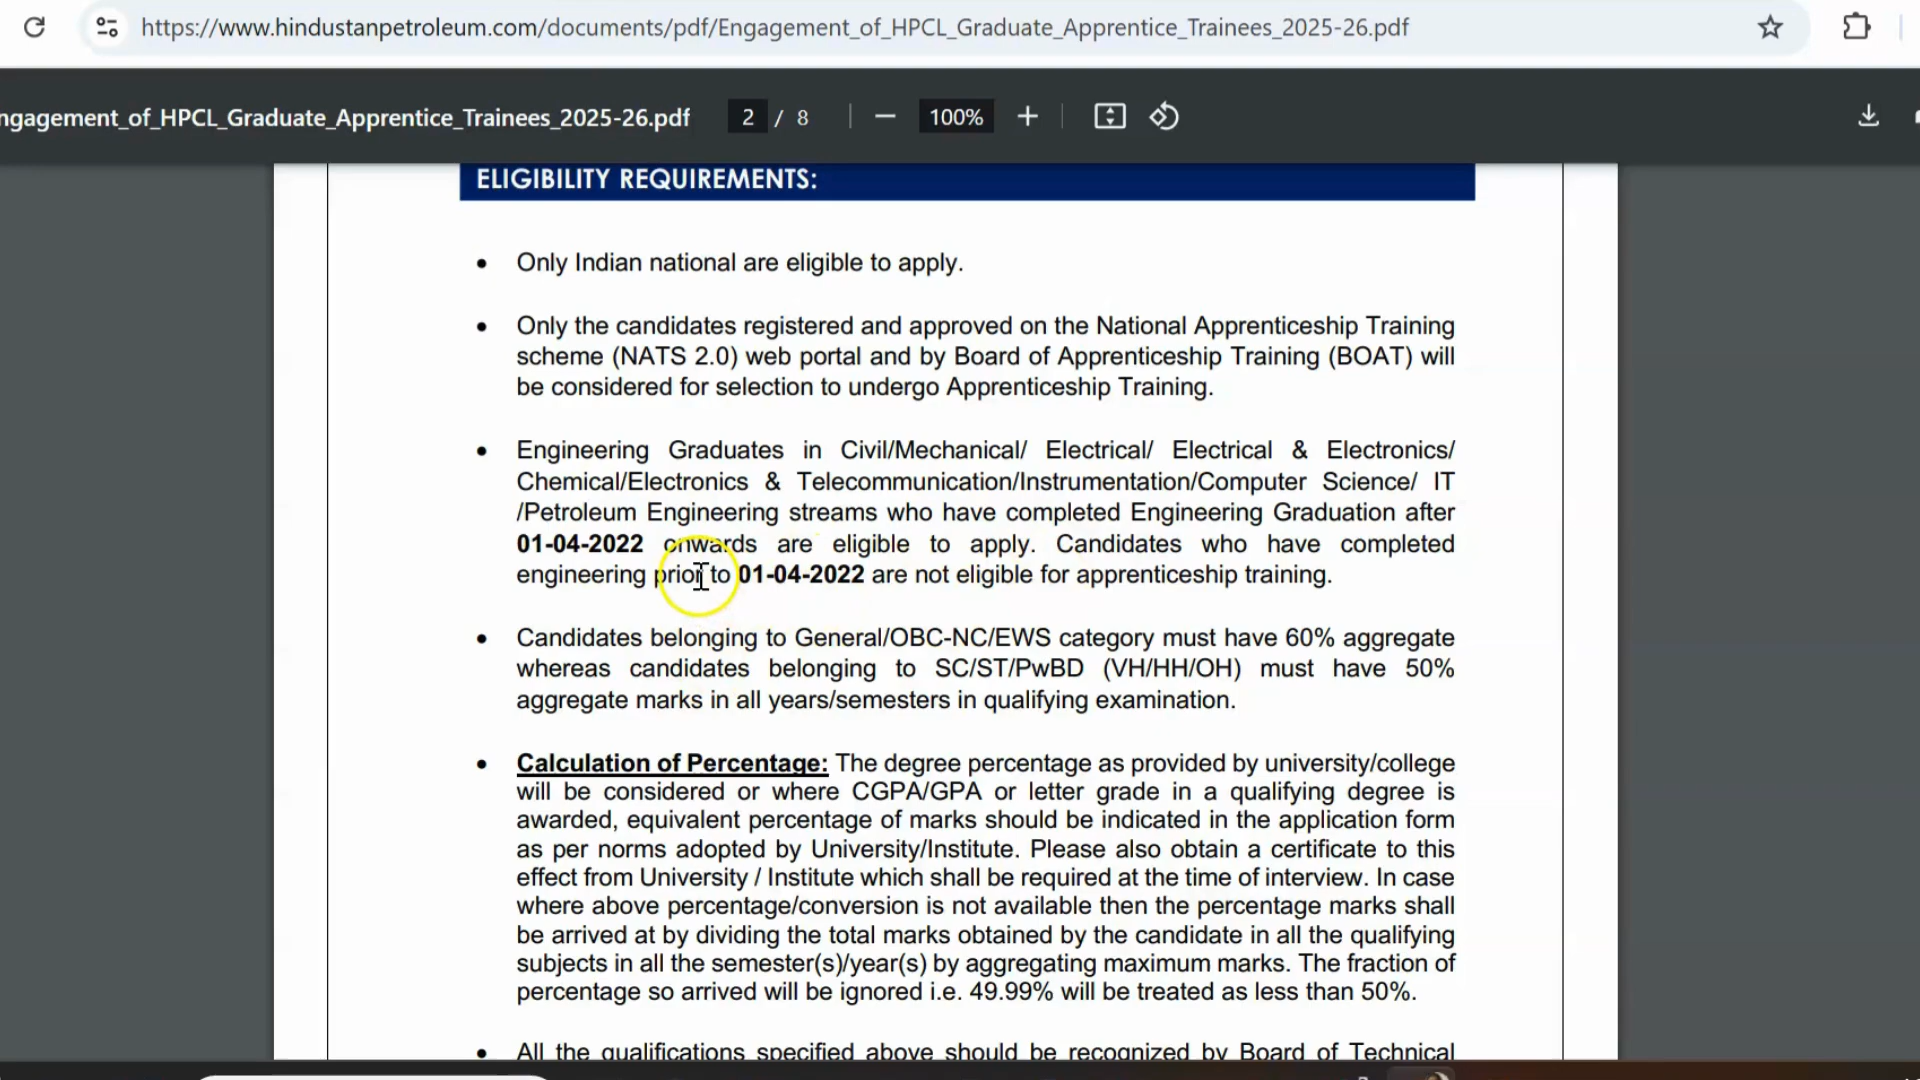 https://www.hindustanpetroleum.com/documents/pdf/Engagement_of_HPCL_Graduate_Apprentice_Trainees_2025-26.pdf
ngagement_of_HPCL_Graduate_Apprentice_Trainees_2025-26.pdf 2 / 8 100%
ELIGIBILITY REQUIREMENTS:
• Only Indian national are eligible to apply.
• Only the candidates registered and approved on the National Apprenticeship Training
scheme (NATS 2.0) web portal and by Board of Apprenticeship Training (BOAT) will
be considered for selection to undergo Apprenticeship Training.
• Engineering Graduates in Civil/Mechanical/ Electrical/ Electrical & Electronics/
Chemical/Electronics & Telecommunication/Instrumentation/Computer Science/ IT
/Petroleum Engineering streams who have completed Engineering Graduation after
01-04-2022 onwards are eligible to apply. Candidates who have completed
engineering prior to 01-04-2022 are not eligible for apprenticeship training.
• Candidates belonging to General/OBC-NC/EWS category must have 60% aggregate
whereas candidates belonging to SC/ST/PwBD (VH/HH/OH) must have 50%
aggregate marks in all years/semesters in qualifying examination.
• Calculation of Percentage: The degree percentage as provided by university/college
will be considered or where CGPA/GPA or letter grade in a qualifying degree is
awarded, equivalent percentage of marks should be indicated in the application form
as per norms adopted by University/Institute. Please also obtain a certificate to this
effect from University / Institute which shall be required at the time of interview. In case
where above percentage/conversion is not available then the percentage marks shall
be arrived at by dividing the total marks obtained by the candidate in all the qualifying
subjects in all the semester(s)/year(s) by aggregating maximum marks. The fraction of
percentage so arrived will be ignored i.e. 49.99% will be treated as less than 50%.
• All the qualifications specified above should be recognized by Board of Technical